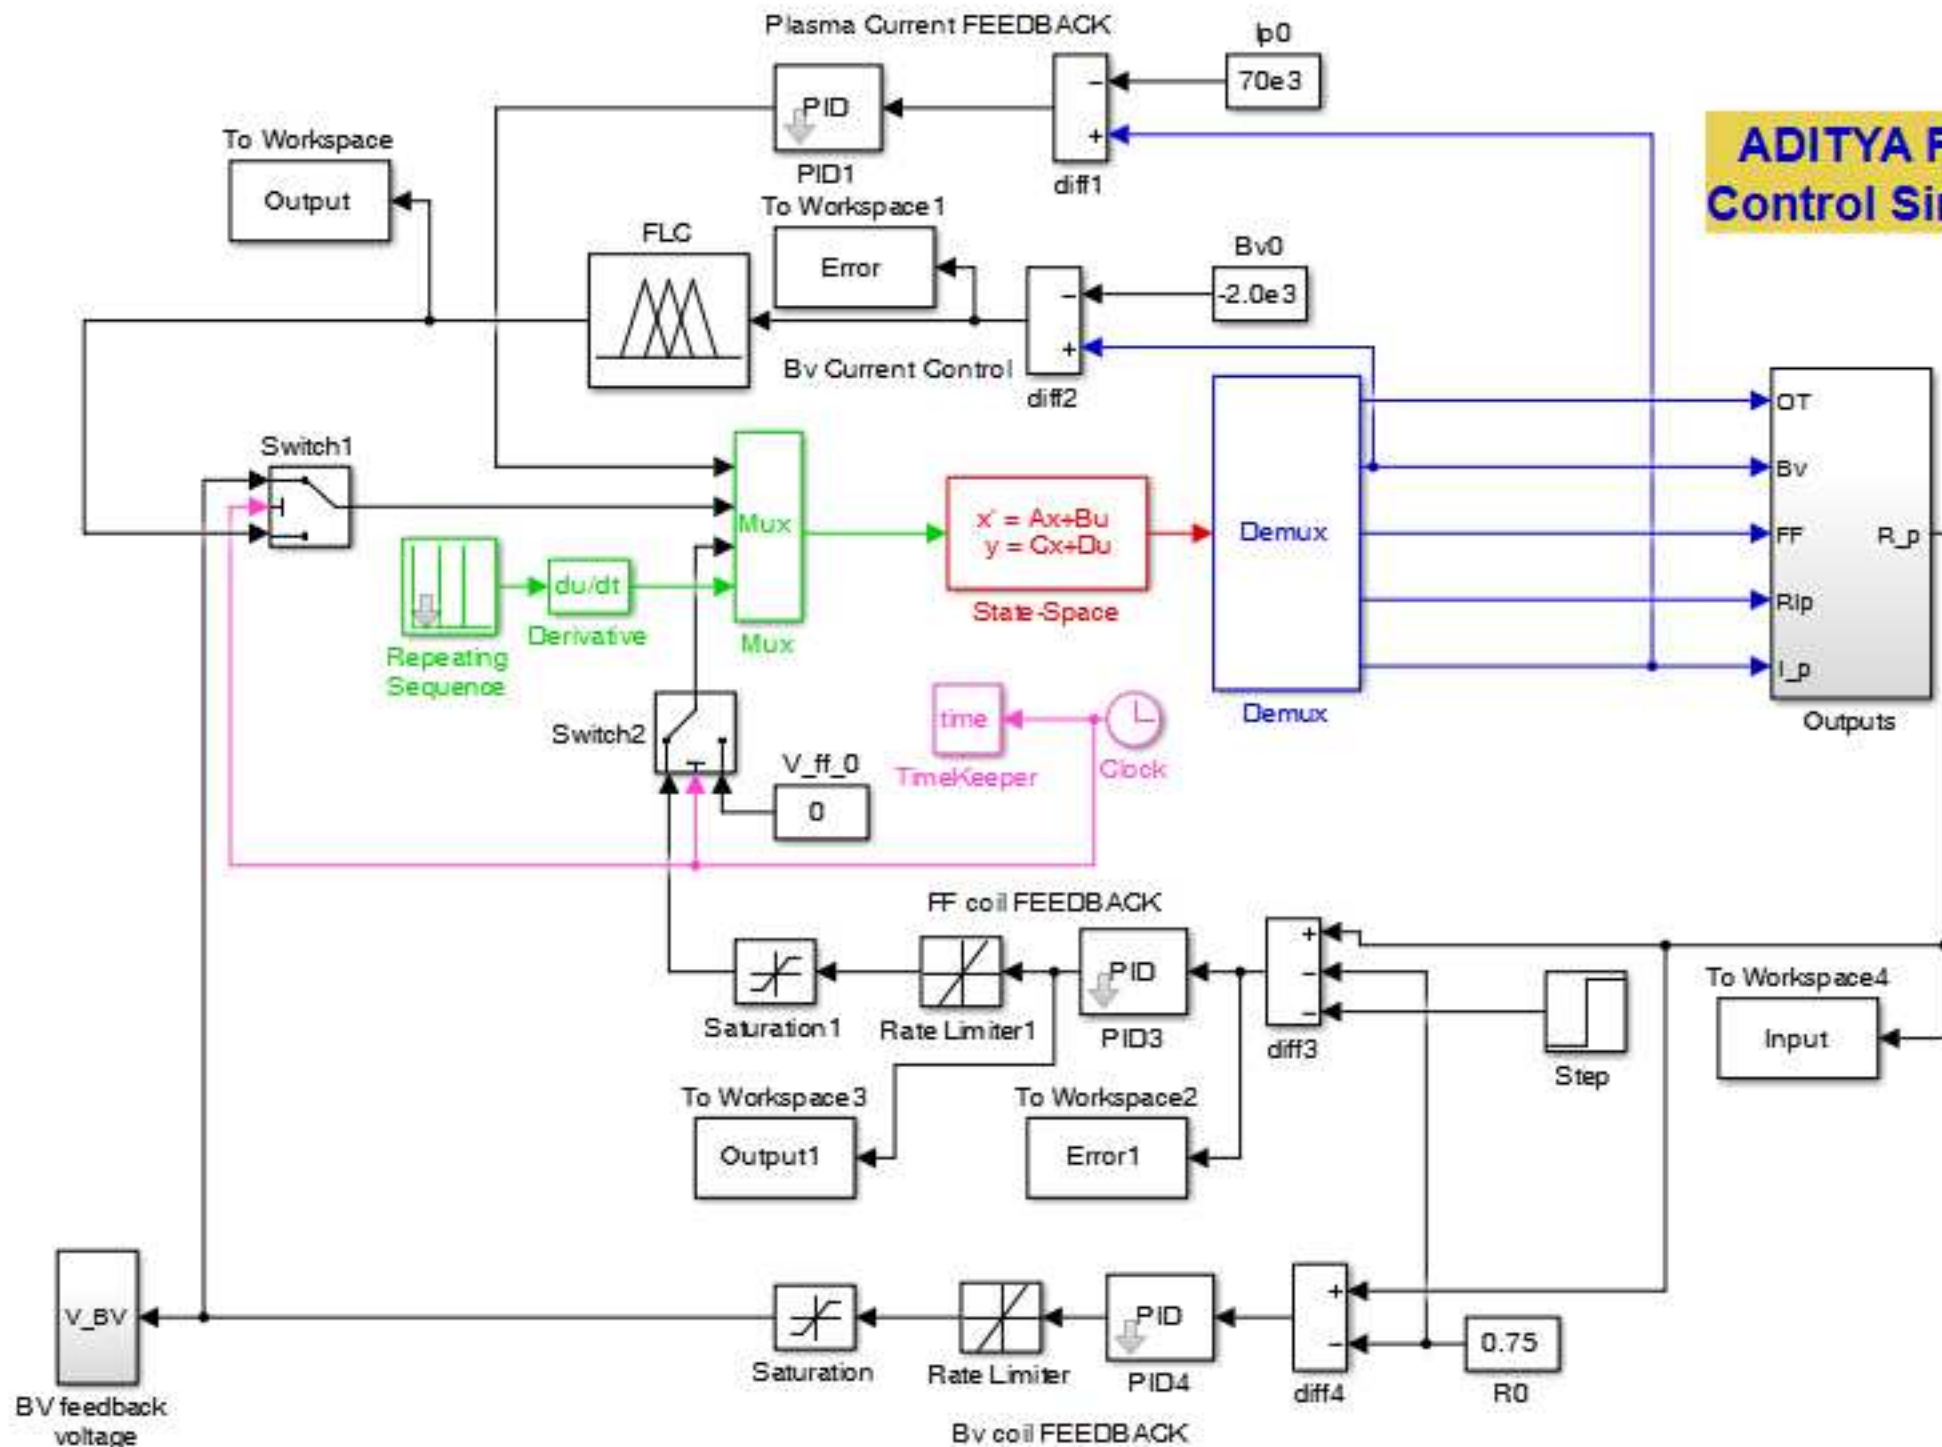 Plasma Current FEEDBACK
Ip0
70e3
PID
PID1
-
+
diff1
ADITYA
Control
To Workspace
Output
To Workspace1
Error
FLC
Bv0
-2.0e3
-
+
diff2
Bv Current Control
Switch1
Mux
Mux
x' = Ax+Bu
y = Cx+Du
State-Space
Demux
Demux
OT
Bv
FF
RIp
I_p
R_p
Outputs
Repeating
Sequence
du/dt
Derivative
Switch2
V_ff_0
0
time
TimeKeeper
Clock
FF coil FEEDBACK
Saturation1
Rate Limiter1
PID
PID3
+
-
-
diff3
Step
To Workspace4
Input
To Workspace3
Output1
To Workspace2
Error1
V_BV
BV feedback
voltage
Saturation
Rate Limiter
PID
PID4
+
-
diff4
0.75
R0
Bv coil FEEDBACK